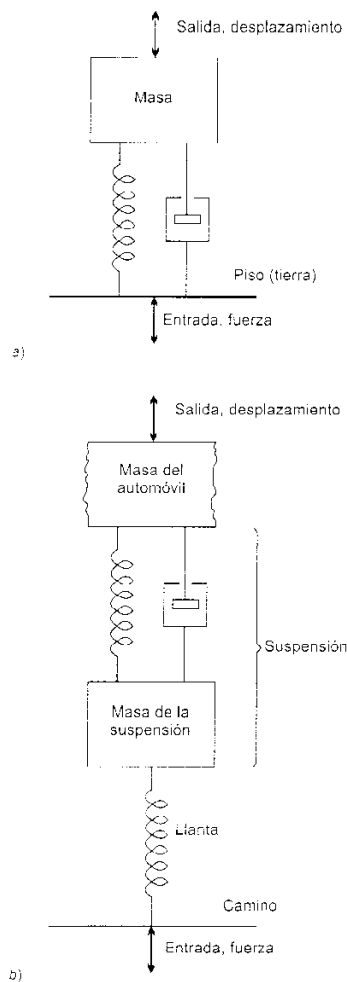 Salida, desplazamiento
Masa
Piso (tierra)
Entrada, fuerza
a)
Salida, desplazamiento
Masa del
automóvil
Suspensión
Masa de la
suspensión
Llanta
Camino
Entrada, fuerza
b)